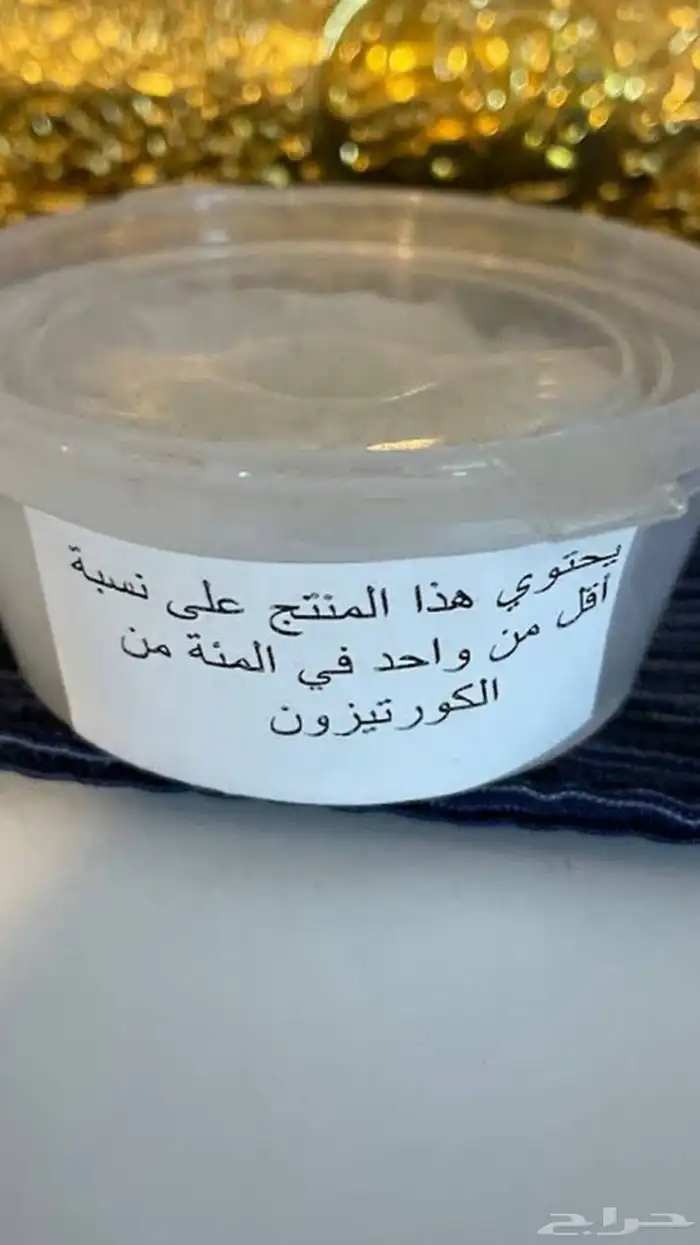 يحتوي هذا المنتج على نسبة
أقل من واحد في المئة من
الكورتيزون
حراج